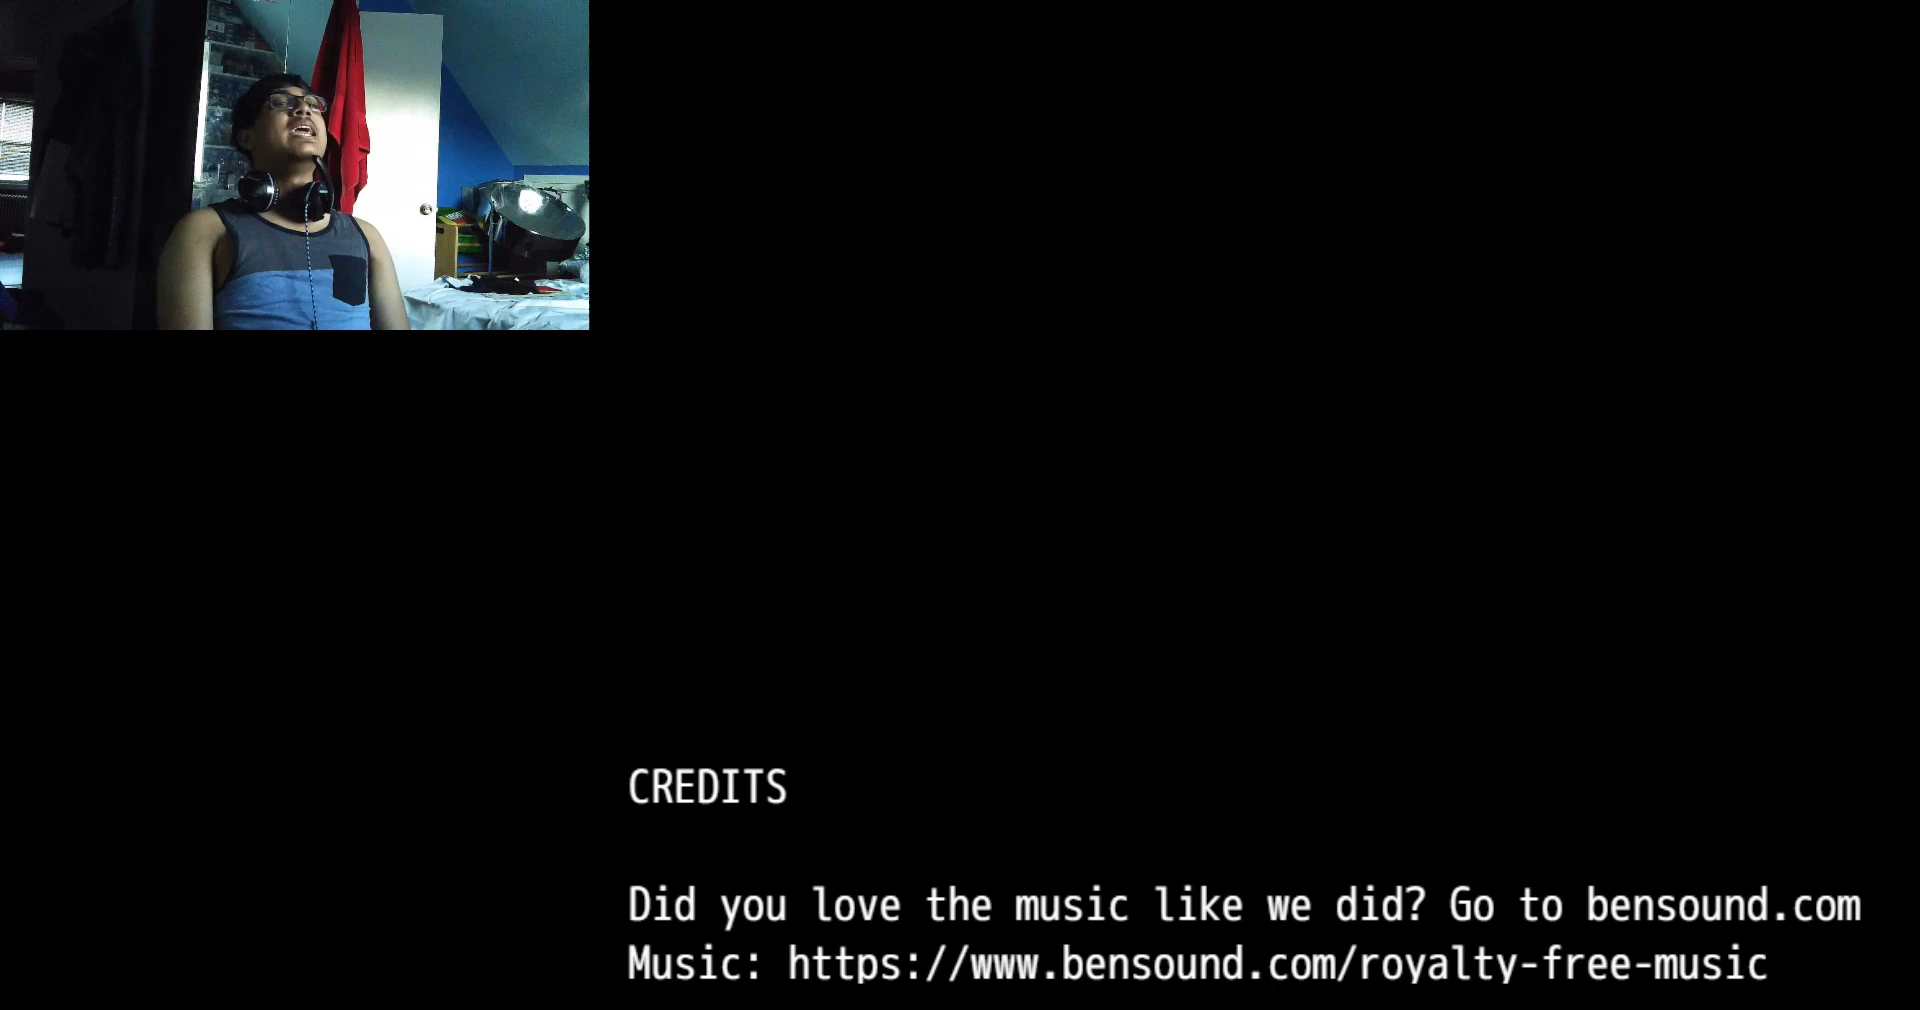 CREDITS
Did you love the music like we did? Go to bensound.com
Music: https://www.bensound.com/royalty-free-music